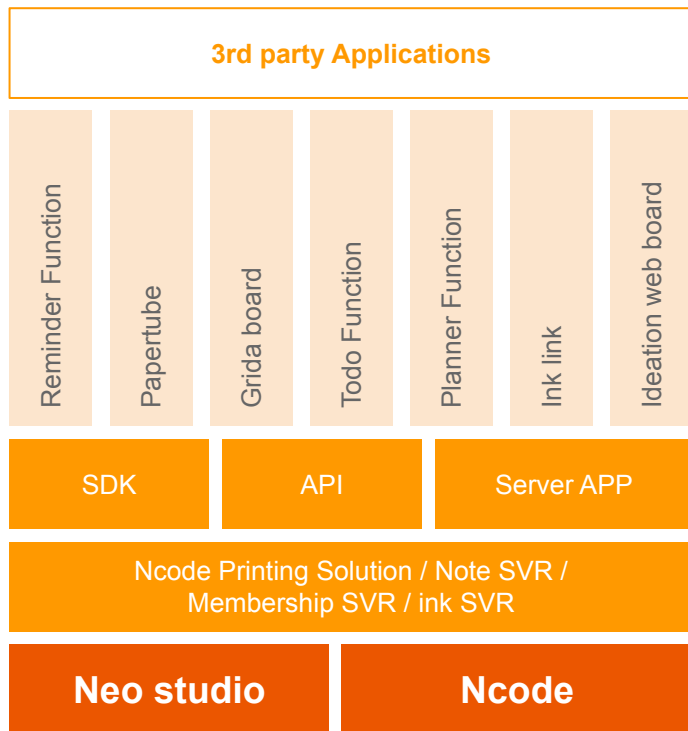 3rd party Applications
Reminder Function
Papertube
Grida board
Todo Function
Planner Function
Ink link
Ideation web board
SDK
API
Server APP
Ncode Printing Solution / Note SVR /
Membership SVR / ink SVR
Neo studio
Ncode